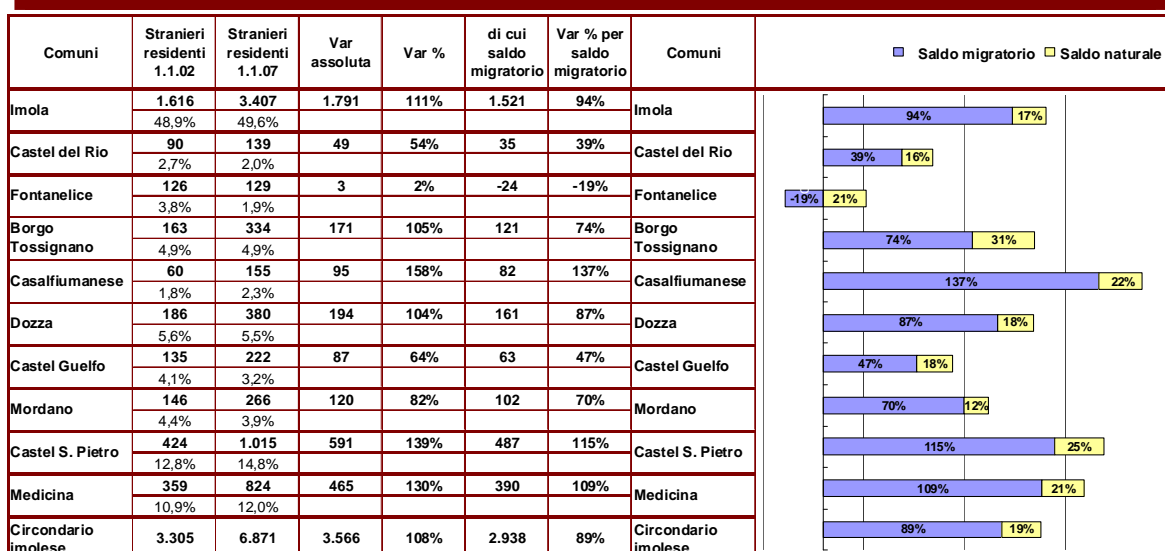 Comuni Stranieri residenti 1.1.02 Stranieri residenti 1.1.07 Var assoluta Var % di cui saldo migratorio Var % per saldo migratorio Comuni Saldo migratorio Saldo naturale
Imola 1.616 3.407 1.791 111% 1.521 94% Imola 94% 17%
48,9% 49,6%
Castel del Rio 90 139 49 54% 35 39% Castel del Rio 39% 16%
2,7% 2,0%
Fontanelice 126 129 3 2% -24 -19% Fontanelice -19% 21%
3,8% 1,9%
Borgo Tossignano 163 334 171 105% 121 74% Borgo Tossignano 74% 31%
4,9% 4,9%
Casalfiumanese 60 155 95 158% 82 137% Casalfiumanese 137% 22%
1,8% 2,3%
Dozza 186 380 194 104% 161 87% Dozza 87% 18%
5,6% 5,5%
Castel Guelfo 135 222 87 64% 63 47% Castel Guelfo 47% 18%
4,1% 3,2%
Mordano 146 266 120 82% 102 70% Mordano 70% 12%
4,4% 3,9%
Castel S. Pietro 424 1.015 591 139% 487 115% Castel S. Pietro 115% 25%
12,8% 14,8%
Medicina 359 824 465 130% 390 109% Medicina 109% 21%
10,9% 12,0%
Circondario imolese 3.305 6.871 3.566 108% 2.938 89% Circondario imolese 89% 19%